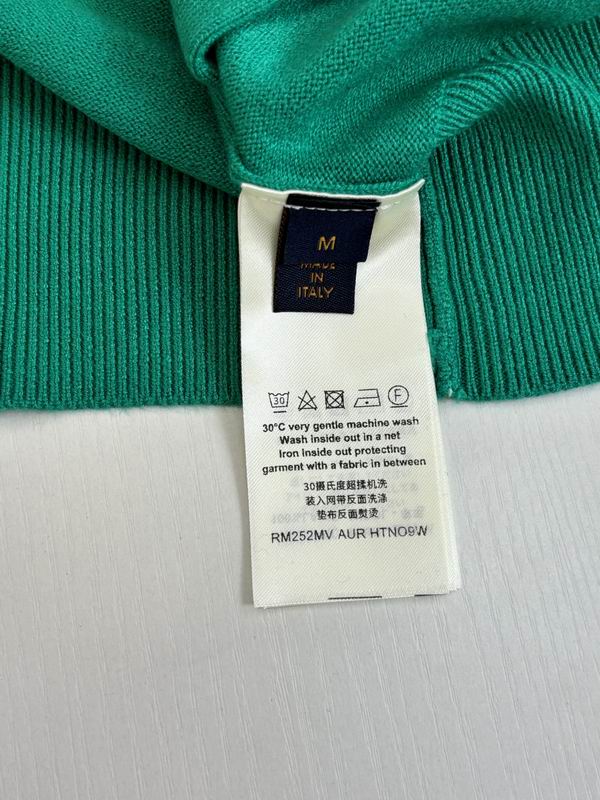 M
MADE
IN
ITALY
30
F
30°C very gentle machine wash
Wash inside out in a net
Iron inside out protecting
garment with a fabric in between
30摄氏度超揉机洗
装入网带反面洗涤
垫布反面熨烫
RM252MV AUR HTNO9W